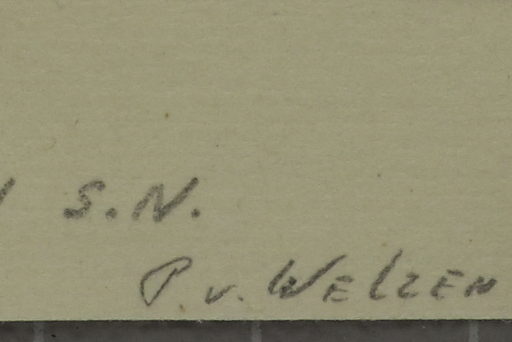 S.N.
P. v. WELZEN